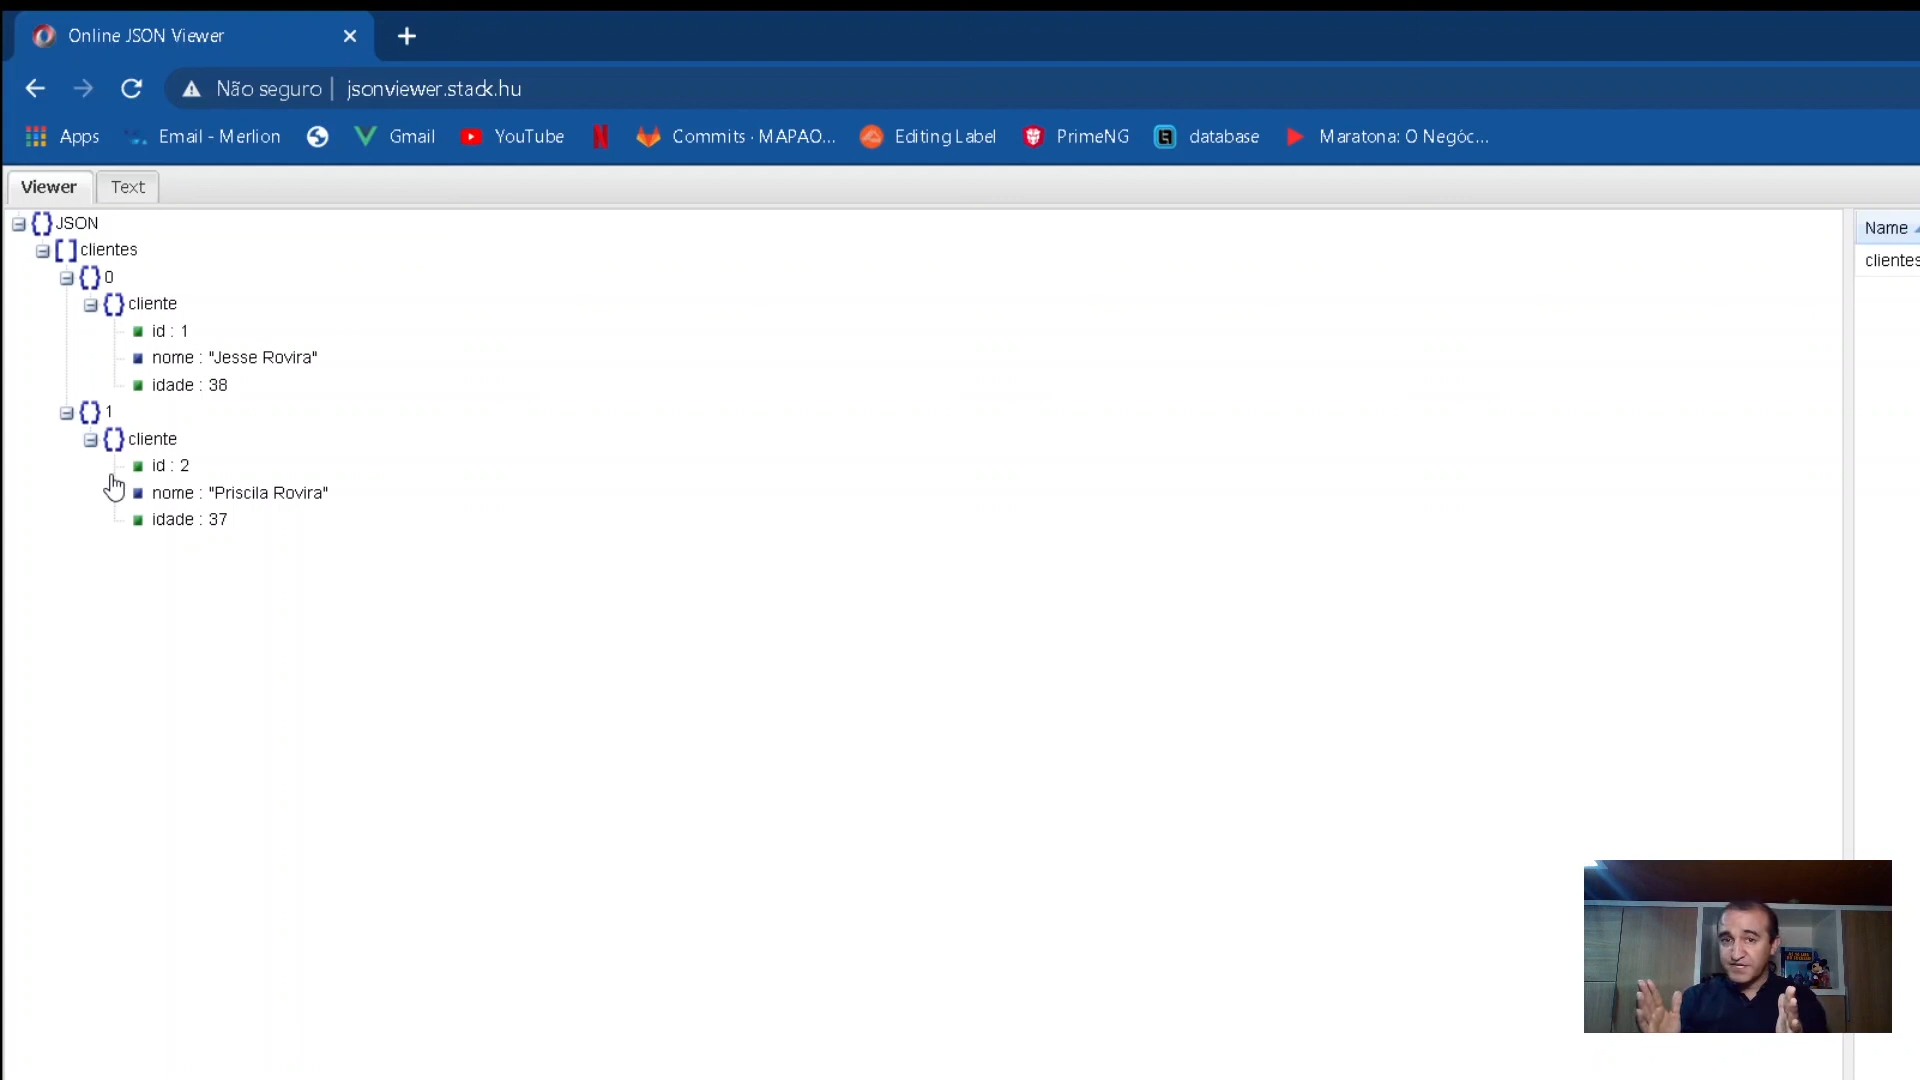 Online JSON Viewer
Não seguro | jsonviewer.stack.hu
Apps Email - Merlion Gmail YouTube Commits · MAPAO... Editing Label PrimeNG database Maratona: O Negóc...
Viewer Text
{}JSON
[]clientes
{}0
{}cliente
id : 1
nome : "Jesse Rovira"
idade : 38
{}1
{}cliente
id : 2
nome : "Priscila Rovira"
idade : 37
Name
clientes